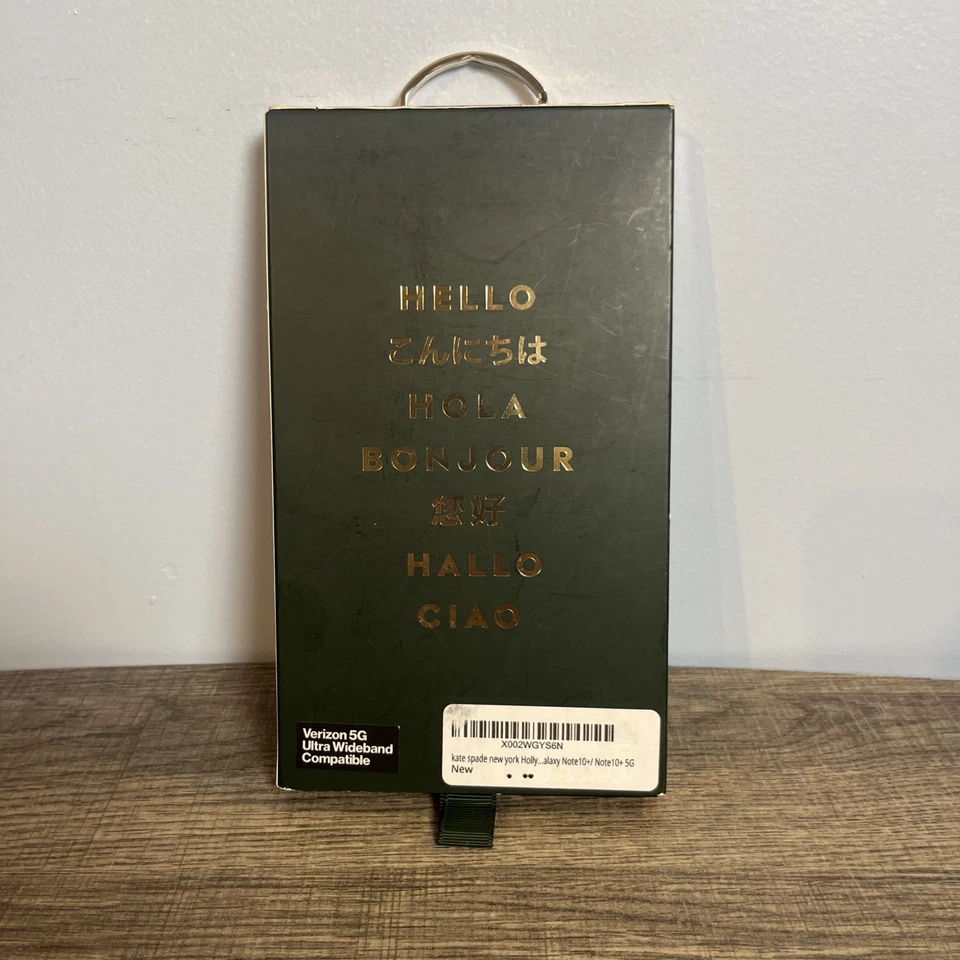 HELLO
こんにちは
HOLA
BONJOUR
您好
HALLO
CIAO
Verizon 5G
Ultra Wideband
Compatible
X002WGYS6N
kate spade new york Holly...alaxy Note10+/ Note10+ 5G
New